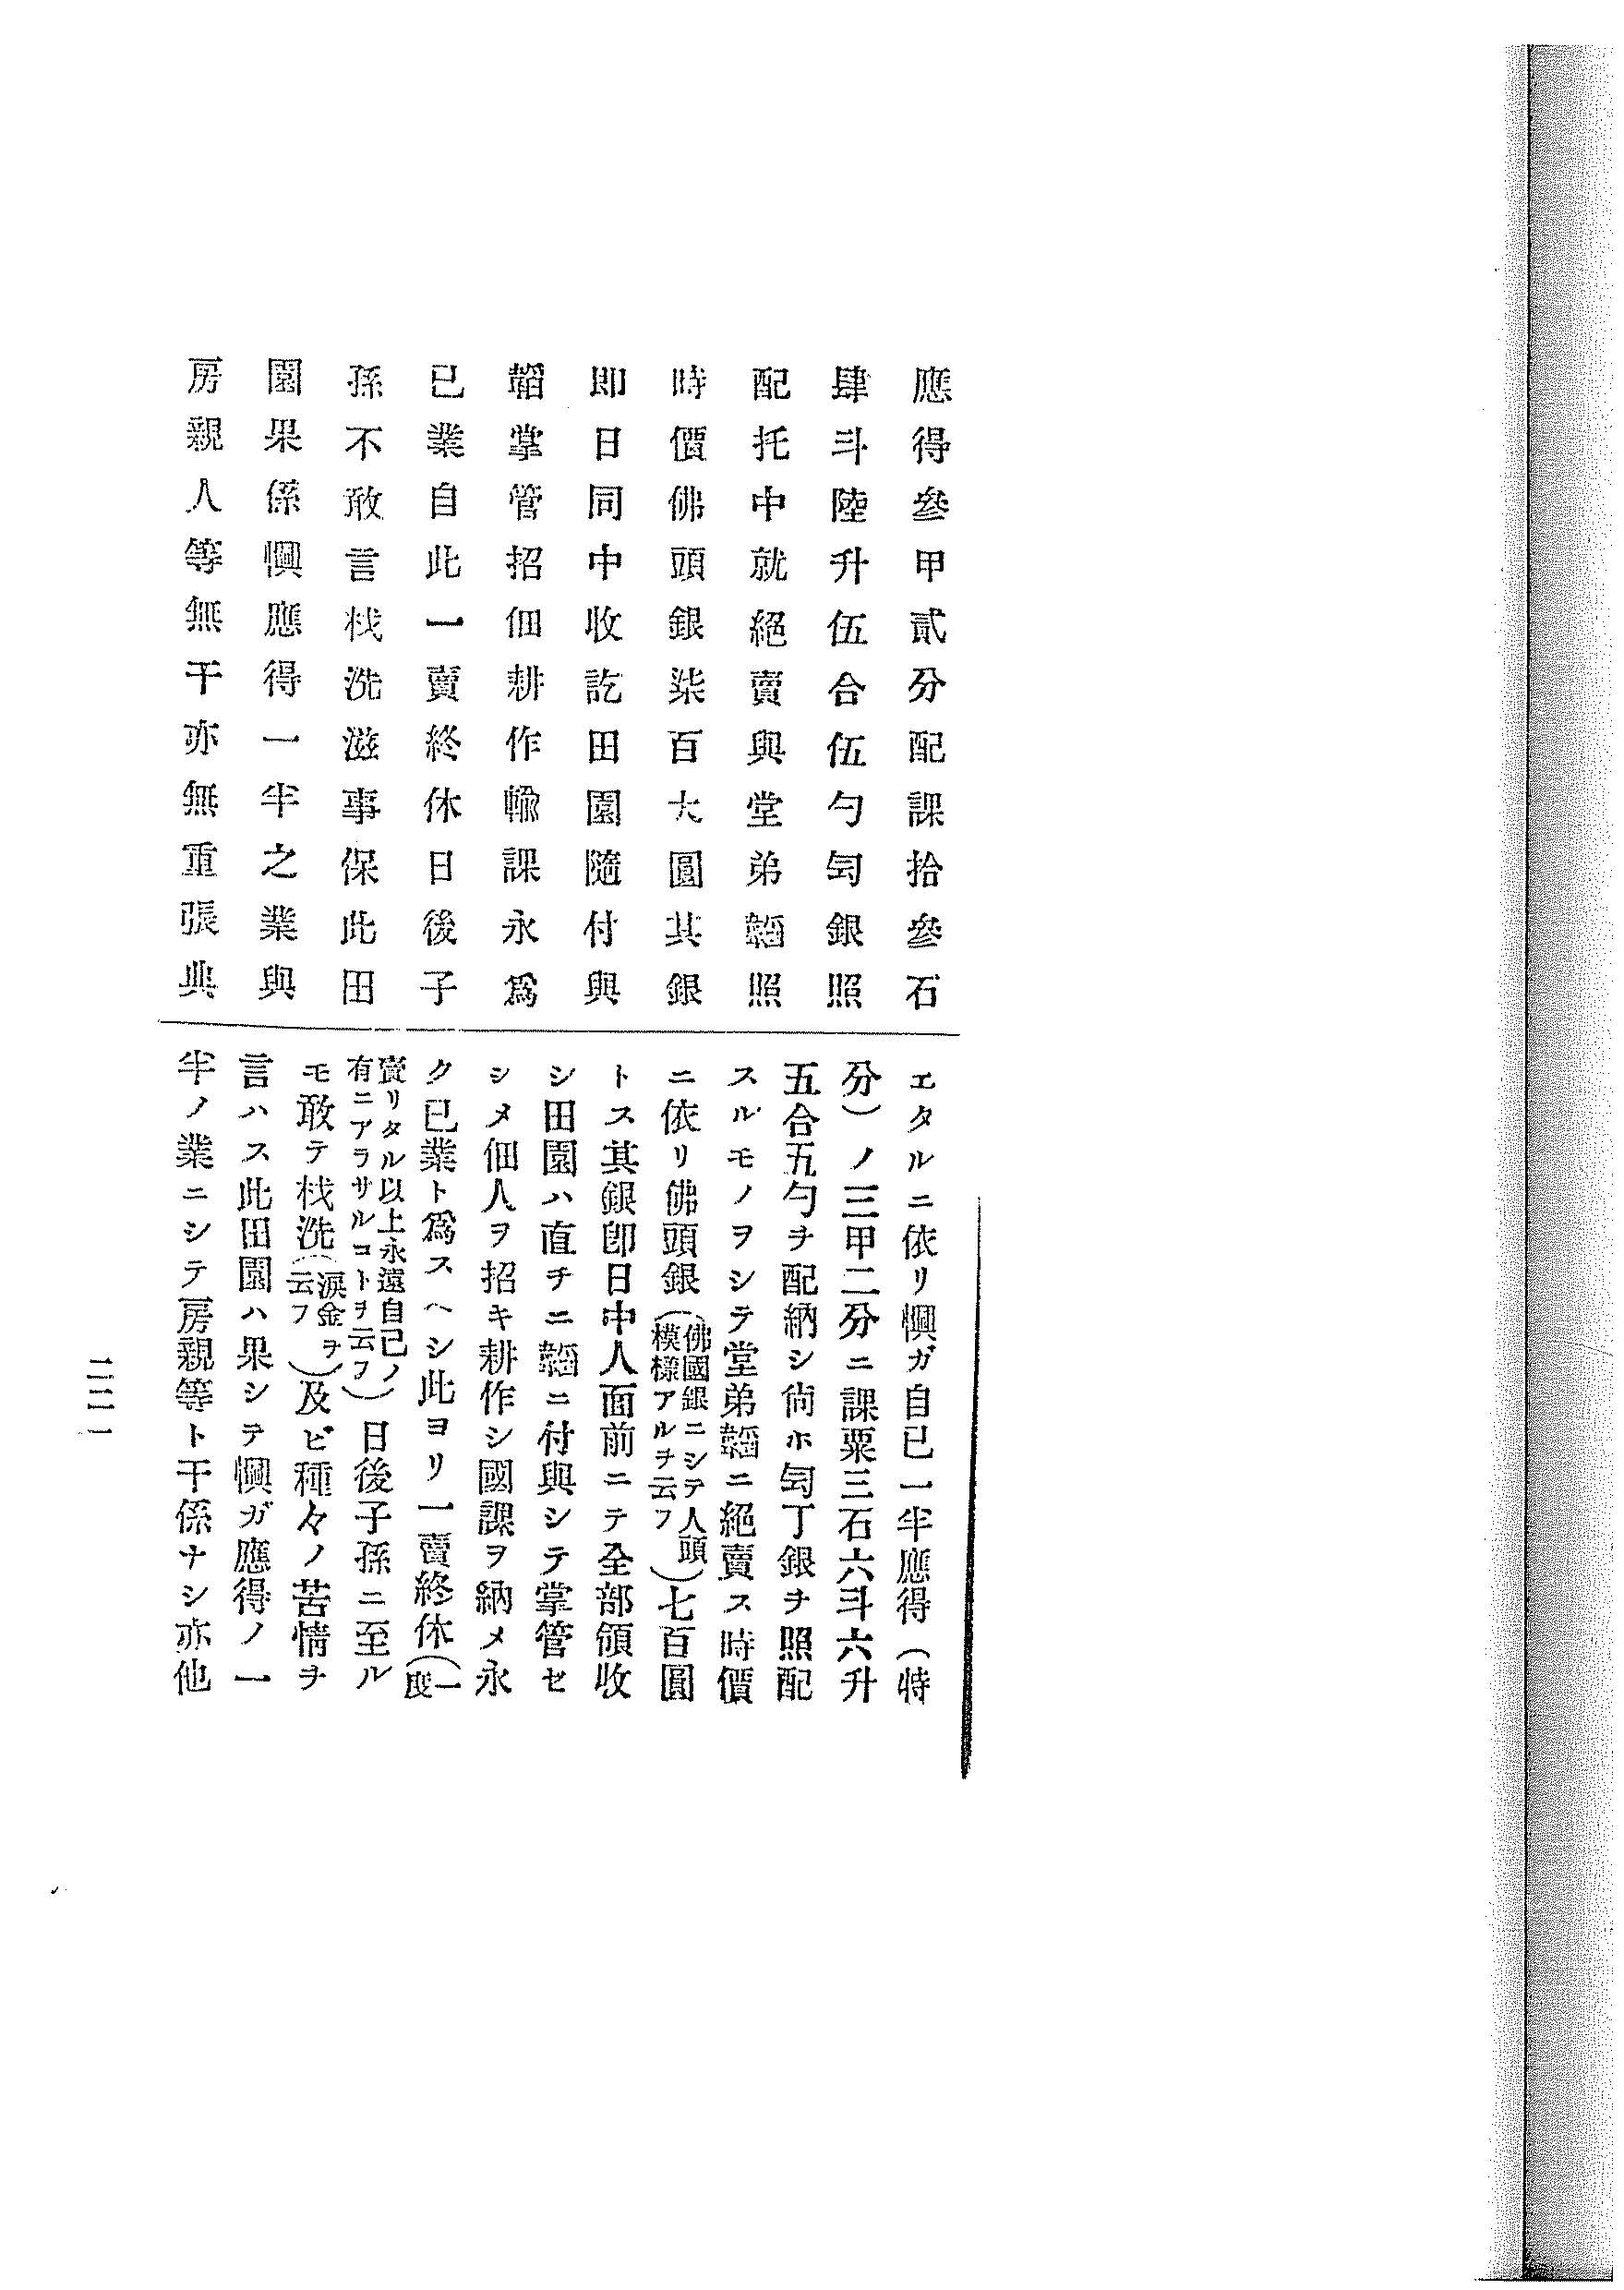 應得參甲貳分配課拾參石
肆斗陸升伍合伍勺匀銀照
配托中就絕賣與堂弟韜照
時價佛頭銀柒百大圓其銀
即日同中收訖田園隨付與
韜掌管招佃耕作輸課永爲
已業自此一賣終休日後子
孫不敢言找洗滋事保此田
園果係懊應得一半之業與
房親人等無干亦無重張典
エタルニ依リ懊ガ自已一半應得(特
分)ノ三甲二分ニ課粟三石六斗六升
五合五勺チ配納シ尙ホ匀丁銀チ照配
スルモノヲシテ堂弟韜ニ絕賣ス時價
ニ依リ佛頭銀(佛國銀ニシテ人頭模樣アルヲ云フ)七百圓
トス其銀卽日中人面前ニテ全部領收
シ田園ハ直チニ韜ニ付與シテ掌管セ
シメ佃人ヲ招キ耕作シ國課ヲ納メ永
ク已業ト爲スヘシ此ヨリ一賣終休(一度
賣リタル以上永遠自己ノ有ニアラサルコトヲ云フ)日後子孫ニ至ル
モ敢テ找洗(淚金ヲ云フ)及ビ種々ノ苦情ヲ
言ハス此田園ハ果シテ懊ガ應得ノ一
半ノ業ニシテ房親等ト干係ナシ亦他
二二一